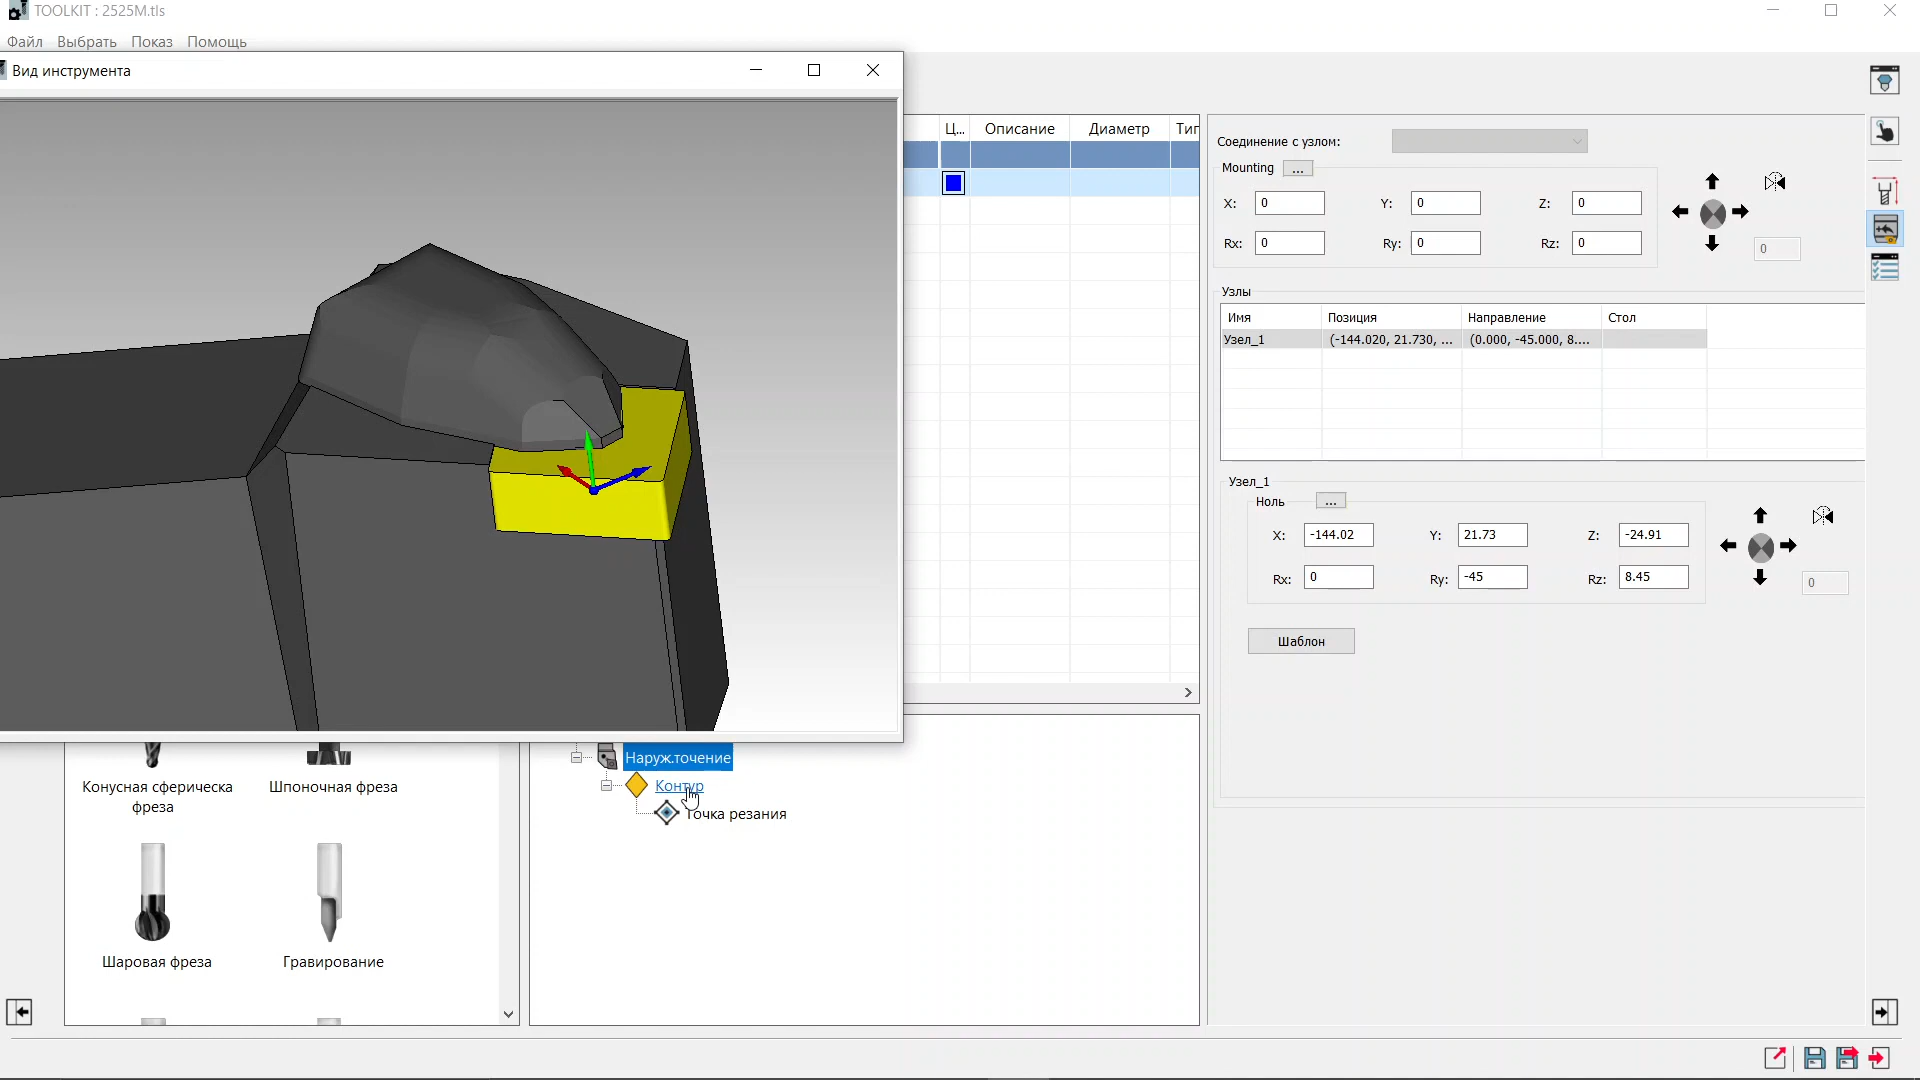 TOOLKIT : 2525M.tls
Файл Выбрать Показ Помощь
Вид инструмента
Ц... Описание Диаметр Тип
Соединение с узлом:
Mounting ...
X: 0 Y: 0 Z: 0
Rx: 0 Ry: 0 Rz: 0
0
Узлы
Имя Позиция Направление Стол
Узел_1 (-144.020, 21.730, ... (0.000, -45.000, 8....
Узел_1
Ноль ...
X: -144.02 Y: 21.73 Z: -24.91
Rx: 0 Ry: -45 Rz: 8.45
0
Шаблон
Наруж.точение
Контур
Точка резания
Конусная сферическа
фреза
Шпоночная фреза
Шаровая фреза
Гравирование